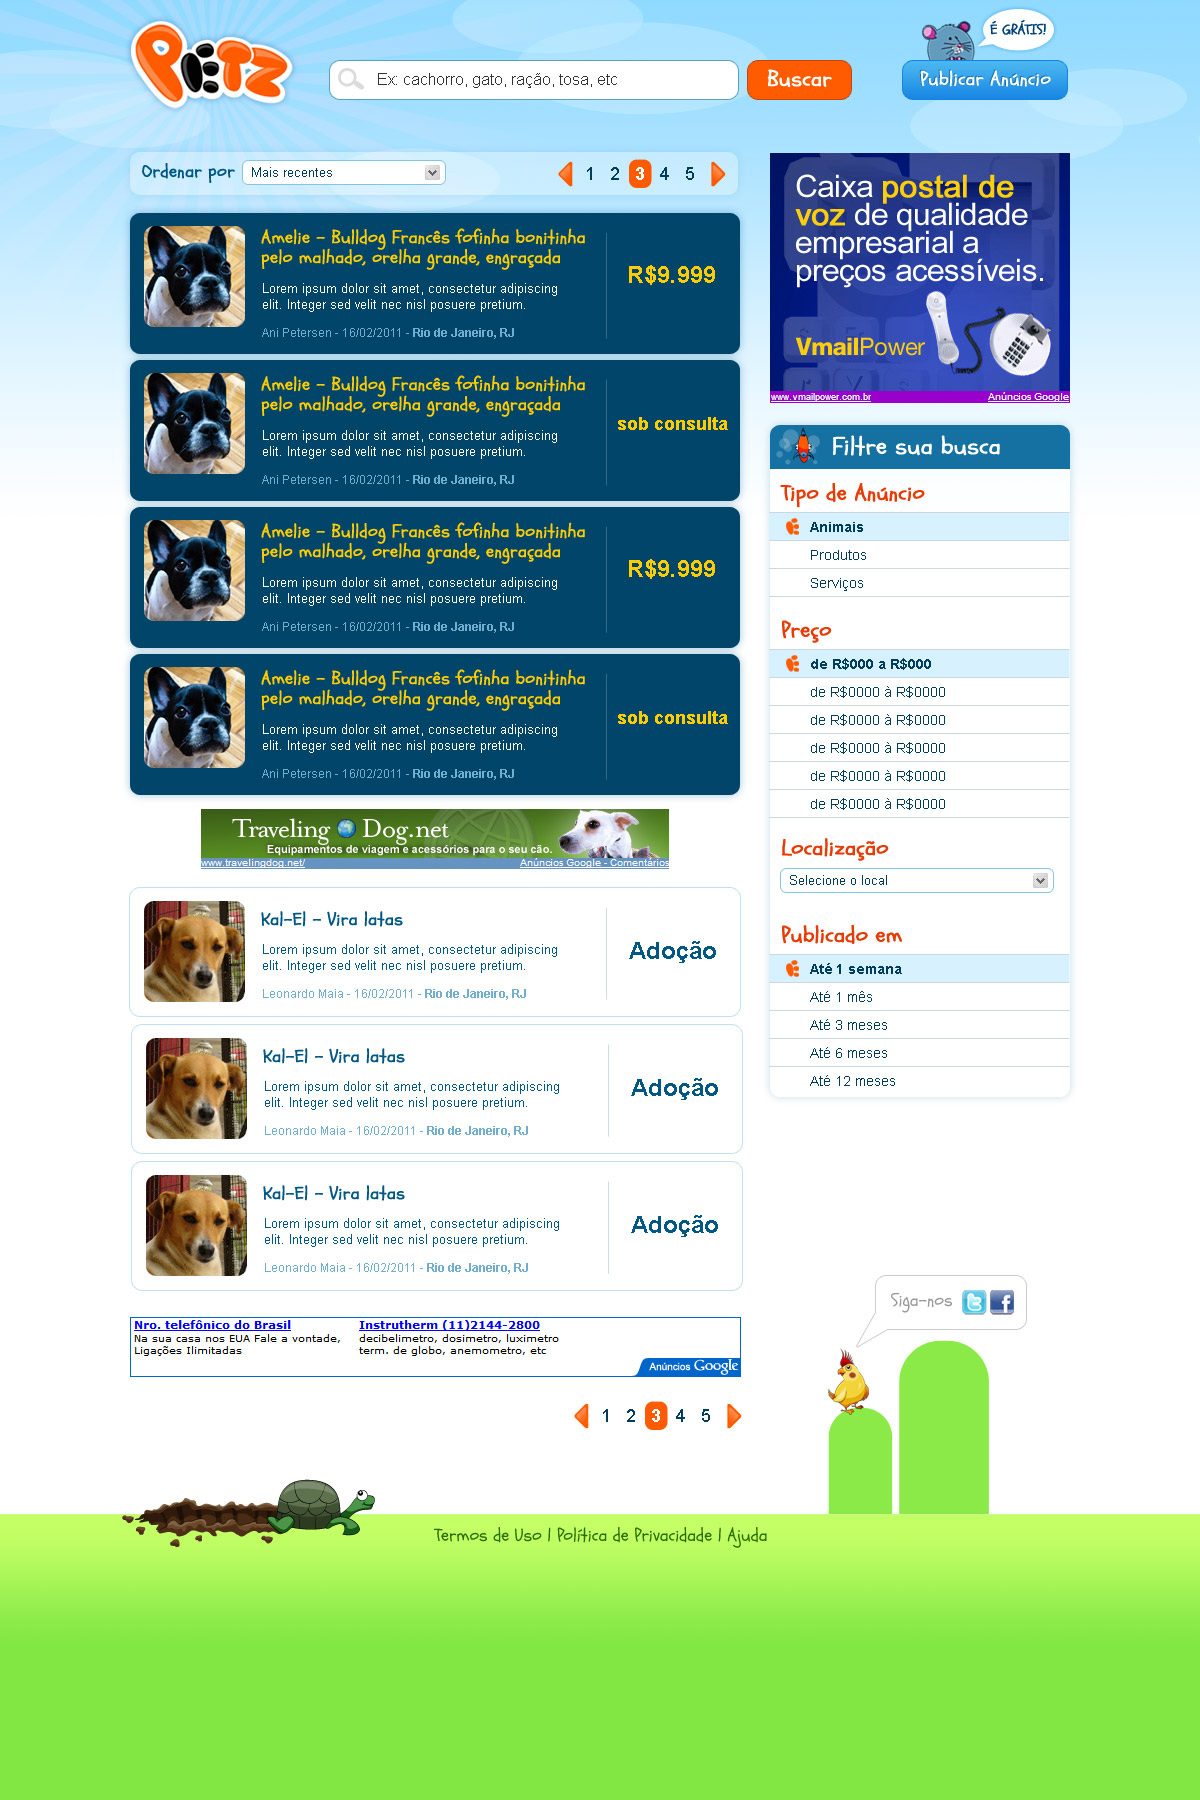 PETZ
É GRÁTIS!
Ex: cachorro, gato, ração, tosa, etc
Buscar
Publicar Anúncio
Ordenar por
Mais recentes
1 2 3 4 5
Amelie - Bulldog Francês fofinha bonitinha
pelo malhado, orelha grande, engraçada
Lorem ipsum dolor sit amet, consectetur adipiscing
elit. Integer sed velit nec nisl posuere pretium.
Ani Petersen - 16/02/2011 - Rio de Janeiro, RJ
R$9.999
Amelie - Bulldog Francês fofinha bonitinha
pelo malhado, orelha grande, engraçada
Lorem ipsum dolor sit amet, consectetur adipiscing
elit. Integer sed velit nec nisl posuere pretium.
Ani Petersen - 16/02/2011 - Rio de Janeiro, RJ
sob consulta
Amelie - Bulldog Francês fofinha bonitinha
pelo malhado, orelha grande, engraçada
Lorem ipsum dolor sit amet, consectetur adipiscing
elit. Integer sed velit nec nisl posuere pretium.
Ani Petersen - 16/02/2011 - Rio de Janeiro, RJ
R$9.999
Amelie - Bulldog Francês fofinha bonitinha
pelo malhado, orelha grande, engraçada
Lorem ipsum dolor sit amet, consectetur adipiscing
elit. Integer sed velit nec nisl posuere pretium.
Ani Petersen - 16/02/2011 - Rio de Janeiro, RJ
sob consulta
Traveling Dog.net
Equipamentos de viagem e acessórios para o seu cão.
www.travelingdog.net/
Anúncios Google - Comentários
Kal-El - Vira latas
Lorem ipsum dolor sit amet, consectetur adipiscing
elit. Integer sed velit nec nisl posuere pretium.
Leonardo Maia - 16/02/2011 - Rio de Janeiro, RJ
Adoção
Kal-El - Vira latas
Lorem ipsum dolor sit amet, consectetur adipiscing
elit. Integer sed velit nec nisl posuere pretium.
Leonardo Maia - 16/02/2011 - Rio de Janeiro, RJ
Adoção
Kal-El - Vira latas
Lorem ipsum dolor sit amet, consectetur adipiscing
elit. Integer sed velit nec nisl posuere pretium.
Leonardo Maia - 16/02/2011 - Rio de Janeiro, RJ
Adoção
Nro. telefônico do Brasil
Na sua casa nos EUA Fale a vontade,
Ligações Ilimitadas
Instrutherm (11)2144-2800
decibelimetro, dosimetro, luximetro
term. de globo, anemometro, etc
Anúncios Google
1 2 3 4 5
Caixa postal de
voz de qualidade
empresarial a
preços acessíveis.
VmailPower
www.vmailpower.com.br
Anúncios Google
Filtre sua busca
Tipo de Anúncio
Animais
Produtos
Serviços
Preço
de R$000 a R$000
de R$0000 à R$0000
de R$0000 à R$0000
de R$0000 à R$0000
de R$0000 à R$0000
de R$0000 à R$0000
Localização
Selecione o local
Publicado em
Até 1 semana
Até 1 mês
Até 3 meses
Até 6 meses
Até 12 meses
Siga-nos
Termos de Uso | Política de Privacidade | Ajuda